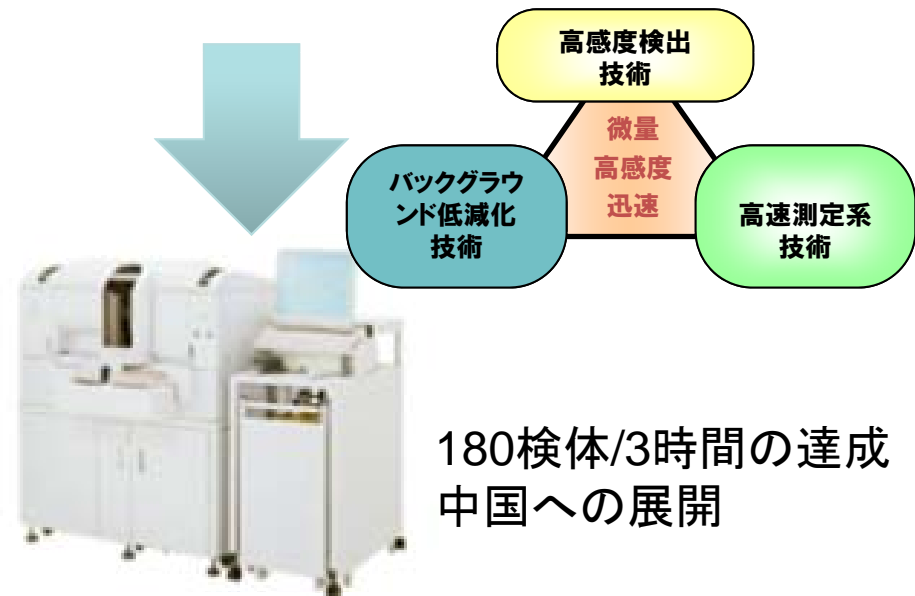 高感度検出
技術
微量
高感度
迅速
バックグラウ
ンド低減化
技術
高速測定系
技術
180検体/3時間の達成
中国への展開